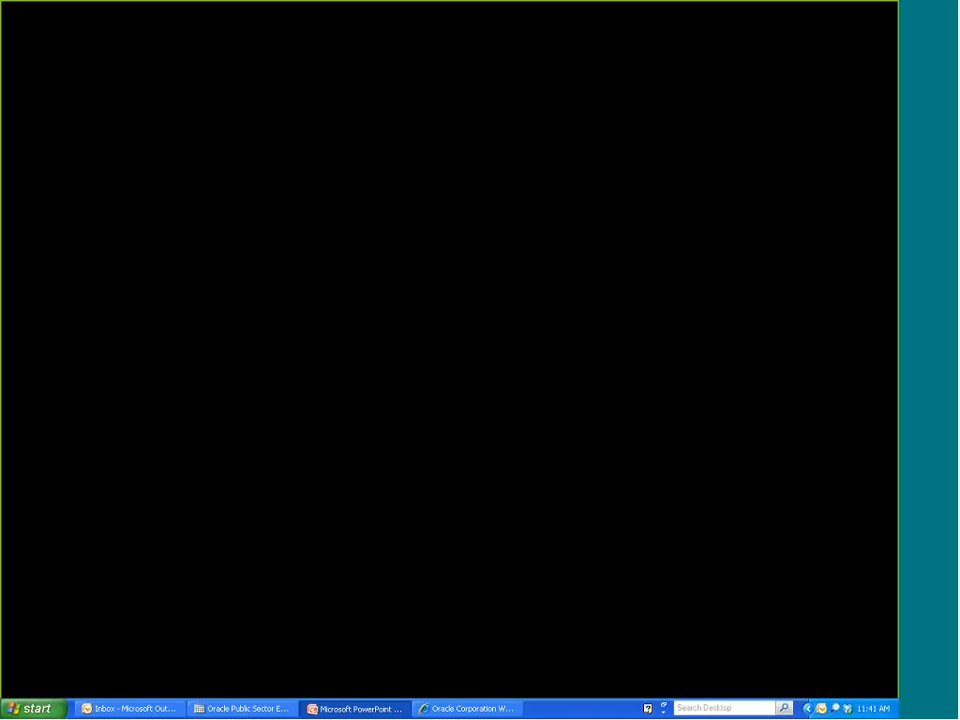 start
Inbox - Microsoft Out...
Oracle Public Sector E...
Microsoft PowerPoint ...
Oracle Corporation W...
Search Desktop
11:41 AM